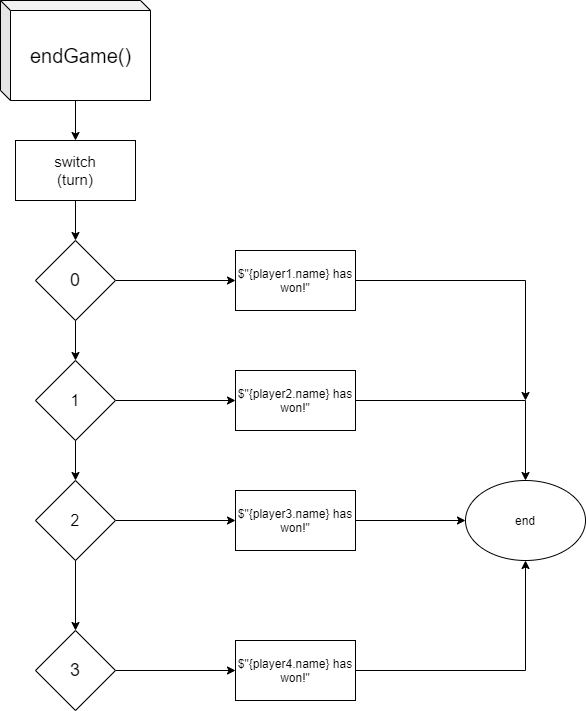 endGame()
switch
(turn)
0
$"{player1.name} has
won!"
1
$"{player2.name} has
won!"
2
$"{player3.name} has
won!"
end
3
$"{player4.name} has
won!"